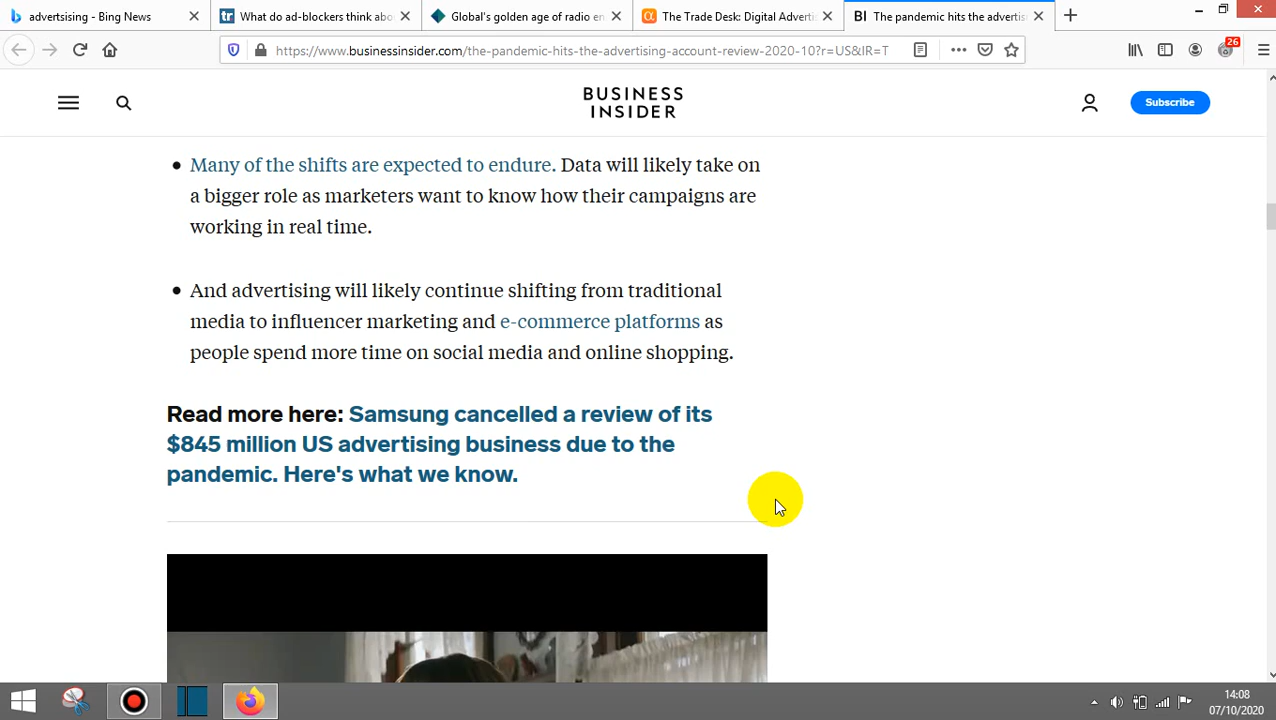 advertising - Bing News
What do ad-blockers think abo
Global's golden age of radio en
The Trade Desk: Digital Adverti
BI The pandemic hits the advertis
https://www.businessinsider.com/the-pandemic-hits-the-advertising-account-review-2020-10?r=US&IR=T
26
BUSINESS
INSIDER
Subscribe
Many of the shifts are expected to endure. Data will likely take on
a bigger role as marketers want to know how their campaigns are
working in real time.
And advertising will likely continue shifting from traditional
media to influencer marketing and e-commerce platforms as
people spend more time on social media and online shopping.
Read more here: Samsung cancelled a review of its
$845 million US advertising business due to the
pandemic. Here's what we know.
14:08
07/10/2020